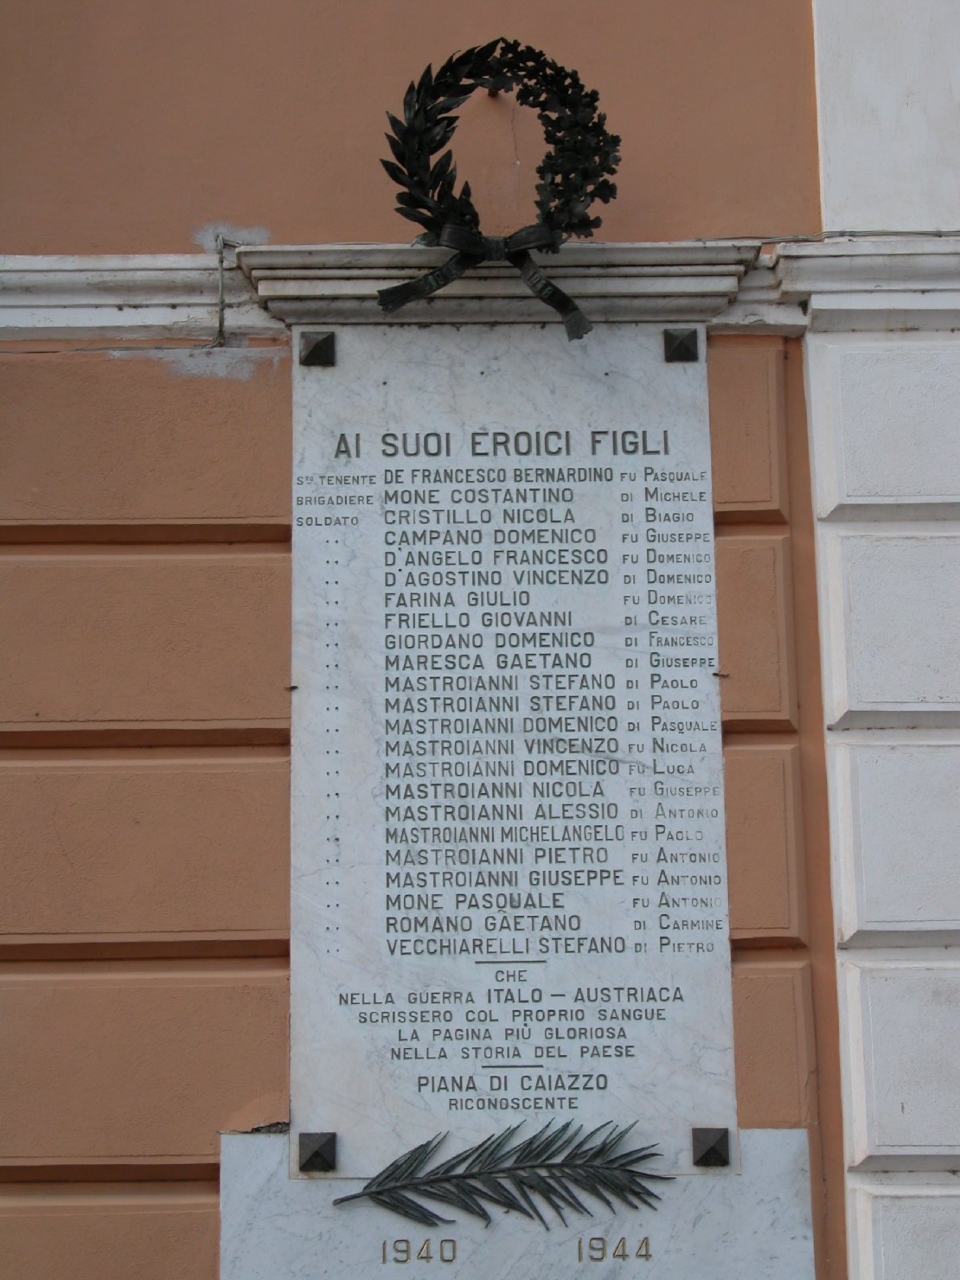 AI SUOI EROICI FIGLI
S.TO TENENTE DE FRANCESCO BERNARDINO FU PASQUALE
BRIGADIERE MONE COSTANTINO DI MICHELE
SOLDATO CRISTILLO NICOLA DI BIAGIO
" CAMPANO DOMENICO FU GIUSEPPE
" D'ANGELO FRANCESCO FU DOMENICO
" D'AGOSTINO VINCENZO DI DOMENICO
" FARINA GIULIO FU DOMENICO
" FRIELLO GIOVANNI DI CESARE
" GIORDANO DOMENICO DI FRANCESCO
" MARESCA GAETANO DI GIUSEPPE
" MASTROIANNI STEFANO DI PAOLO
" MASTROIANNI STEFANO DI PAOLO
" MASTROIANNI DOMENICO DI PASQUALE
" MASTROIANNI VINCENZO FU NICOLA
" MASTROIANNI DOMENICO FU LUCA
" MASTROIANNI NICOLA FU GIUSEPPE
" MASTROIANNI ALESSIO DI ANTONIO
" MASTROIANNI MICHELANGELO FU PAOLO
" MASTROIANNI PIETRO FU ANTONIO
" MASTROIANNI GIUSEPPE FU ANTONIO
" MONE PASQUALE FU ANTONIO
" ROMANO GAETANO DI CARMINE
" VECCHIARELLI STEFANO DI PIETRO
CHE
NELLA GUERRA ITALO – AUSTRIACA
SCRISSERO COL PROPRIO SANGUE
LA PAGINA PIÙ GLORIOSA
NELLA STORIA DEL PAESE
PIANA DI CAIAZZO
RICONOSCENTE
1940 1944